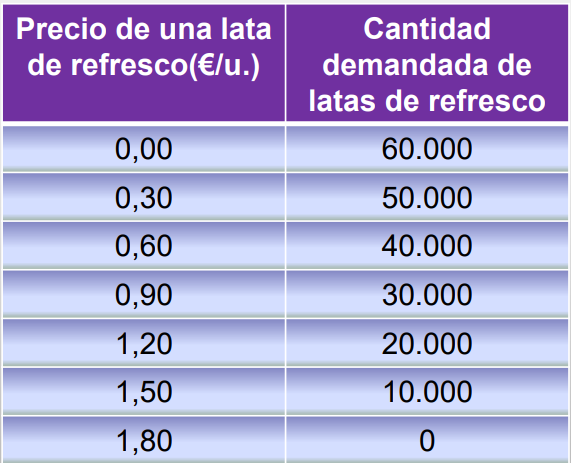 Precio de una lata
de refresco(€/u.)
Cantidad
demandada de
latas de refresco
0,00 60.000
0,30 50.000
0,60 40.000
0,90 30.000
1,20 20.000
1,50 10.000
1,80 0